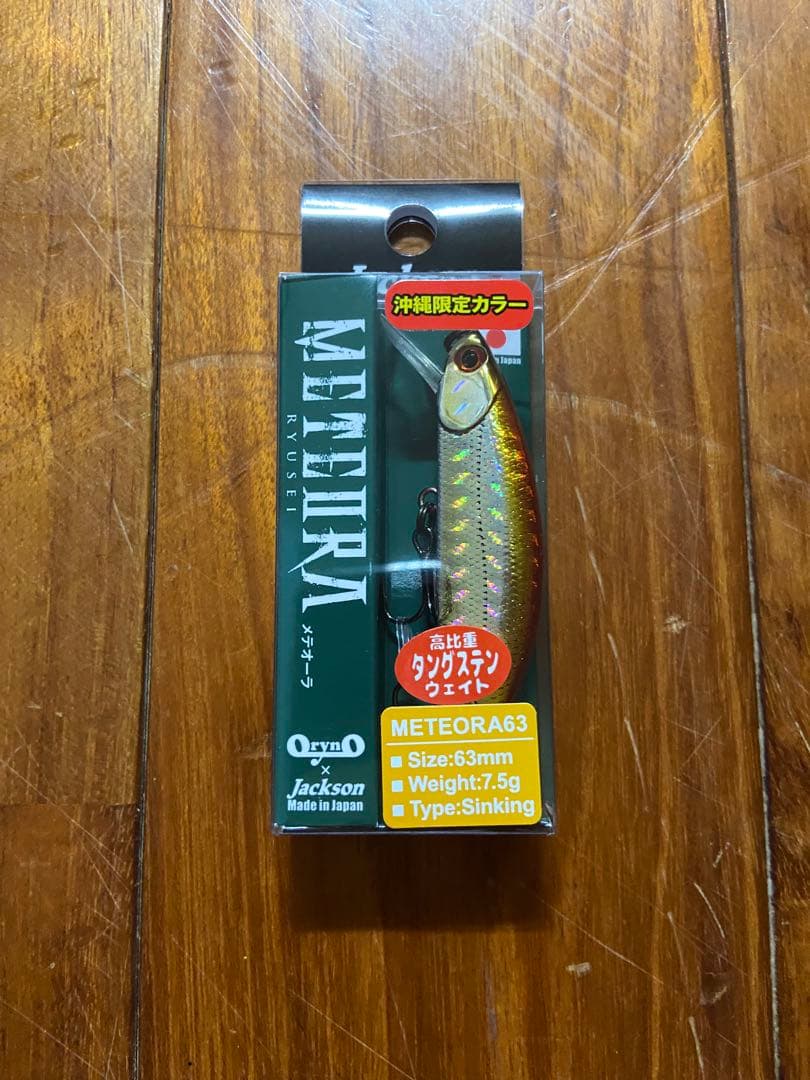 沖縄限定カラー
in Japan
METEORA
RYUSEI
メテオーラ
高比重
タングステン
ウェイト
OrynO
×
Jackson
Made in Japan
METEORA63
■ Size:63mm
■ Weight:7.5g
■ Type:Sinking